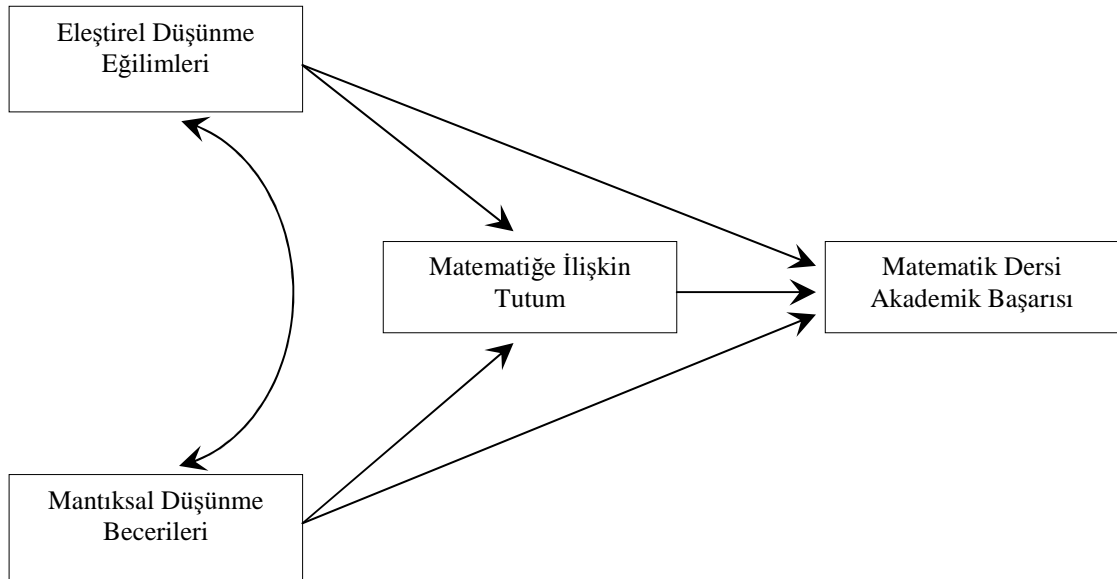 Eleştirel Düşünme
Eğilimleri
Matematiğe İlişkin
Tutum
Matematik Dersi
Akademik Başarısı
Mantıksal Düşünme
Becerileri